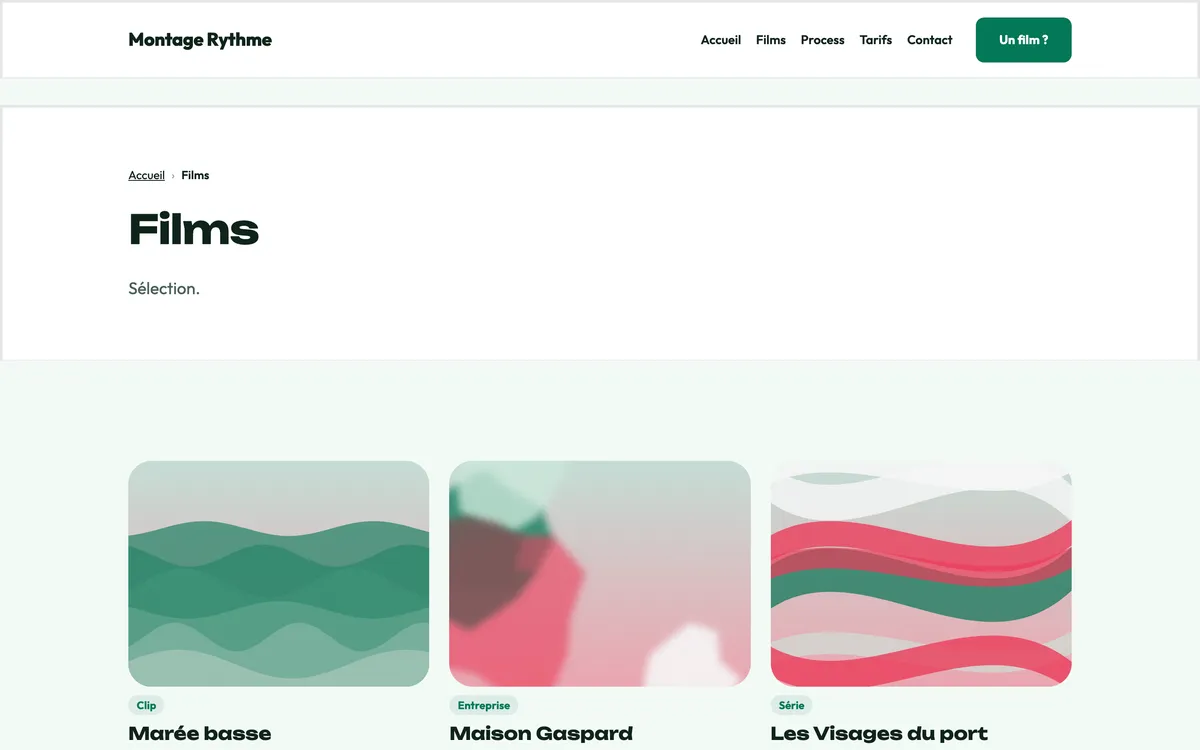 Montage Rythme
Accueil Films Process Tarifs Contact Un film ?
Accueil › Films
Films
Sélection.
Clip Entreprise Série
Marée basse Maison Gaspard Les Visages du port